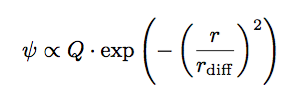 ψ ∝ Q · exp(−(r/r_diff)²)